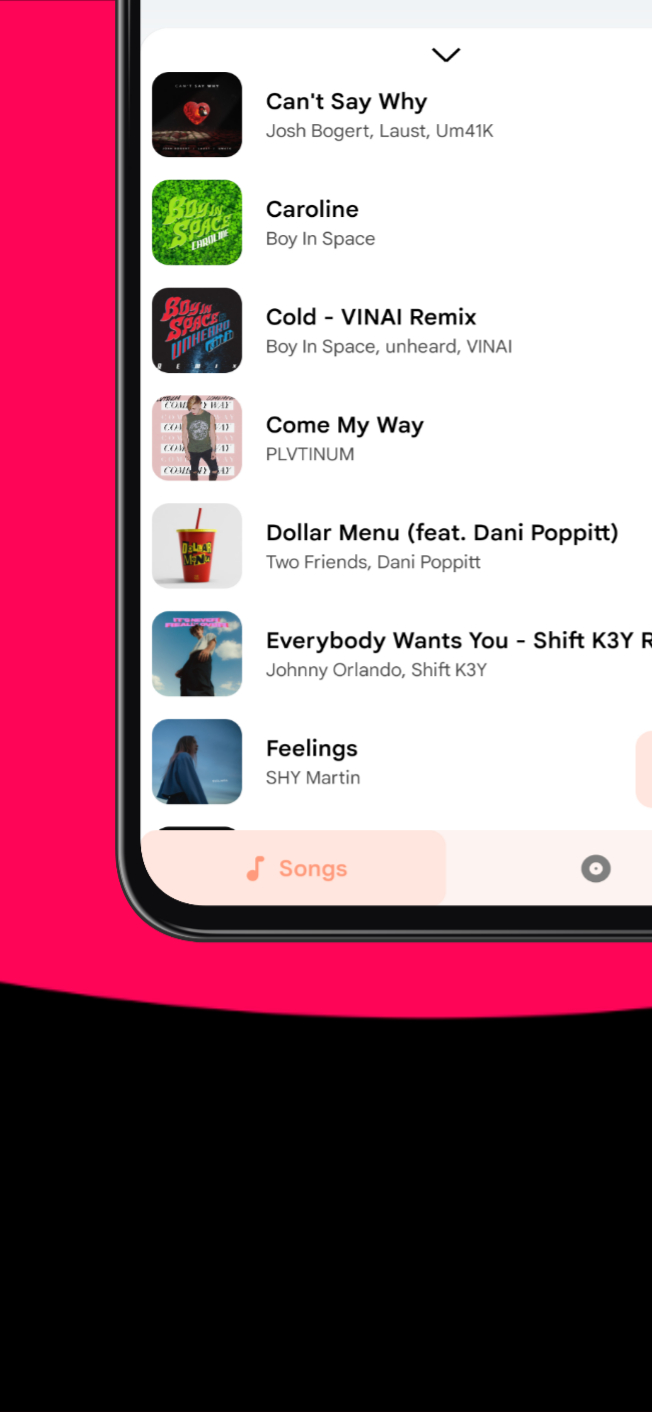 CAN'T SAY WHY
Can't Say Why
Josh Bogert, Laust, Um41K
BOY IN
SPACE
CAROLINE
Caroline
Boy In Space
BOY IN
SPACE
UNHEARD
COLD
REMIX
Cold - VINAI Remix
Boy In Space, unheard, VINAI
COME MY WAY
Come My Way
PLVTINUM
DOLLAR
MENU
Dollar Menu (feat. Dani Poppitt)
Two Friends, Dani Poppitt
Everybody Wants You - Shift K3Y R
Johnny Orlando, Shift K3Y
Feelings
SHY Martin
Songs